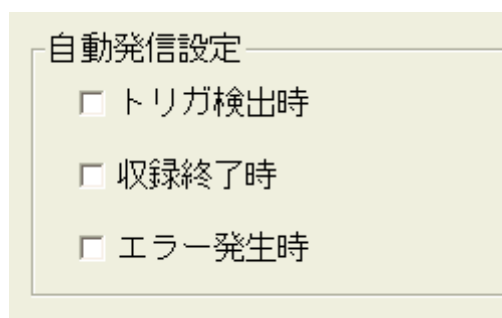 自動発信設定
トリガ検出時
収録終了時
エラー発生時